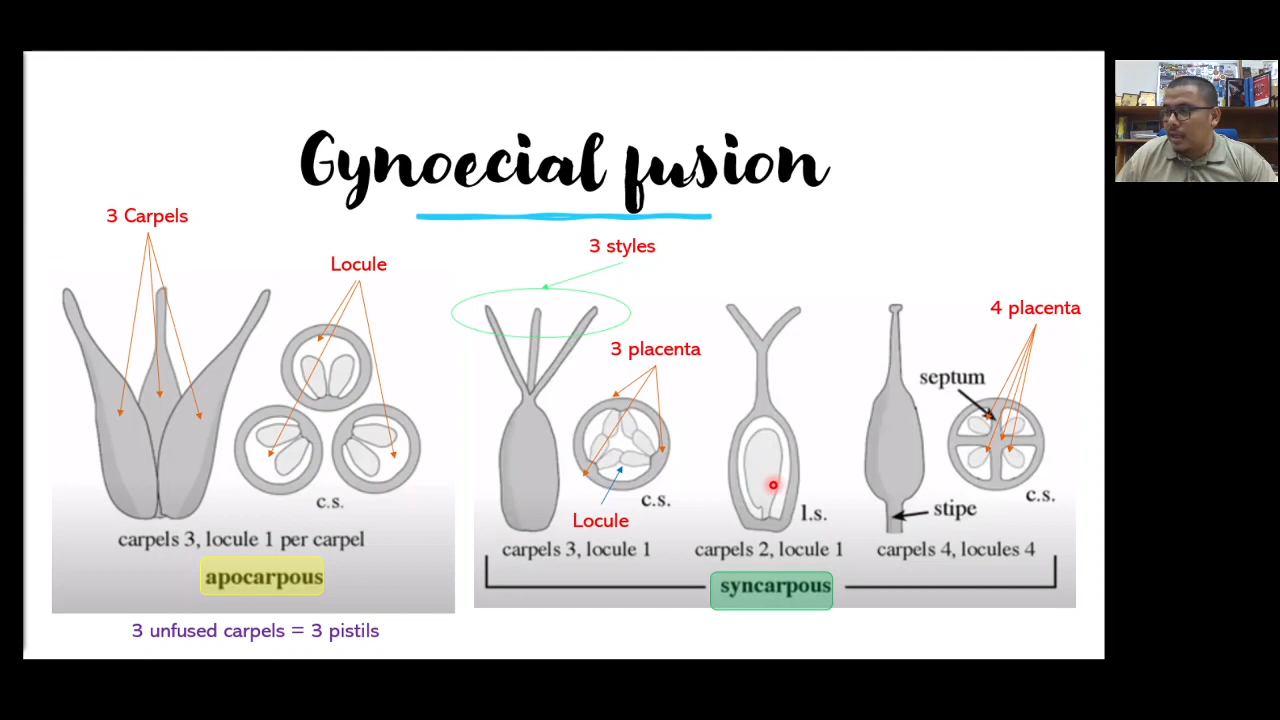 Gynoecial fusion
3 Carpels
Locule
c.s.
carpels 3, locule 1 per carpel
apocarpous
3 unfused carpels = 3 pistils
3 styles
3 placenta
Locule
c.s.
carpels 3, locule 1
l.s.
carpels 2, locule 1
4 placenta
septum
c.s.
stipe
carpels 4, locules 4
syncarpous